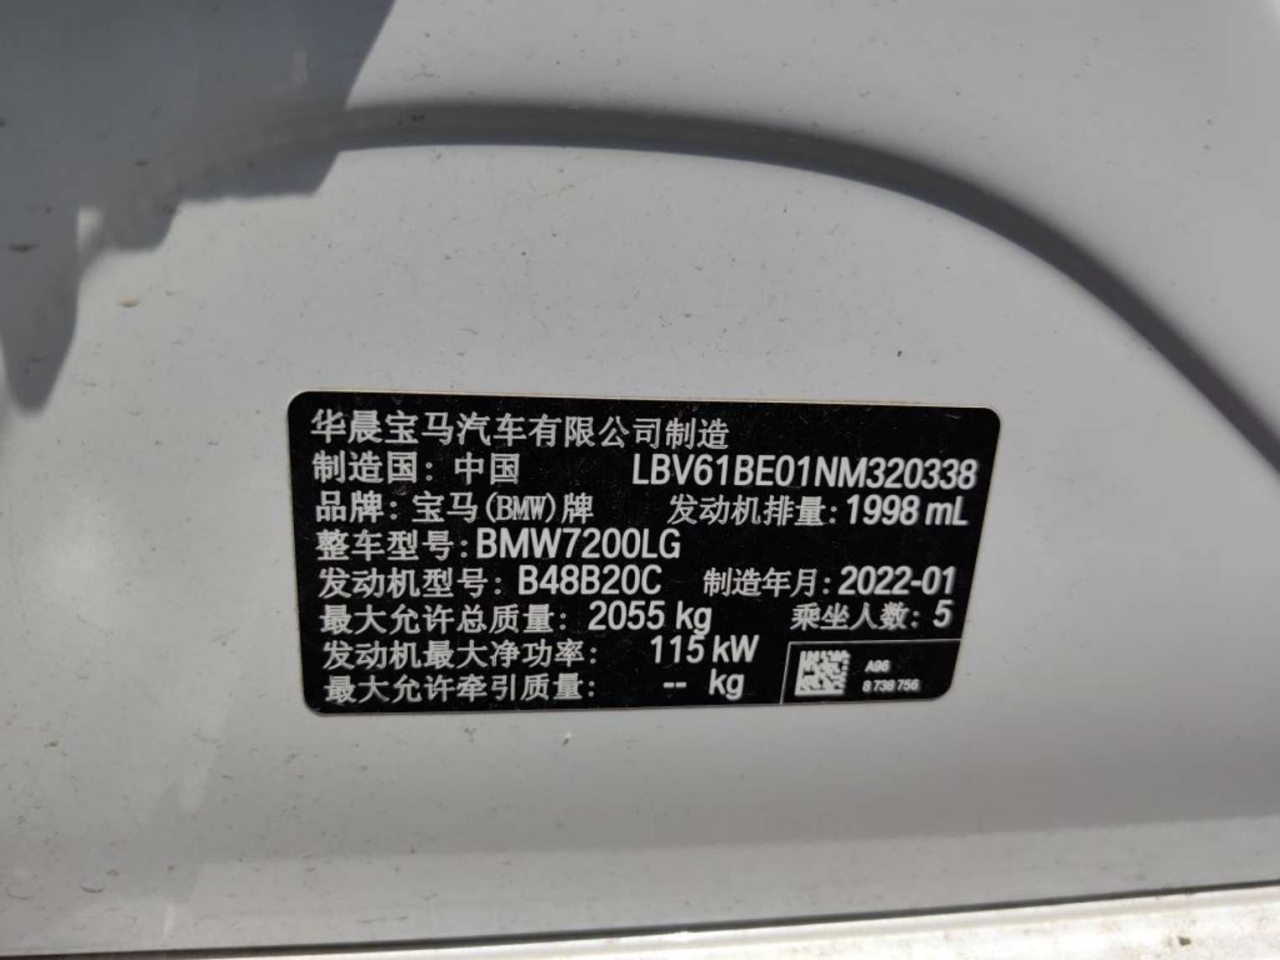 华晨宝马汽车有限公司制造
制造国：中国 LBV61BE01NM320338
品牌：宝马(BMW)牌 发动机排量：1998 mL
整车型号：BMW7200LG
发动机型号：B48B20C 制造年月：2022-01
最大允许总质量：2055 kg 乘坐人数：5
发动机最大净功率：115 kW
最大允许牵引质量：-- kg
A96
8 738 756